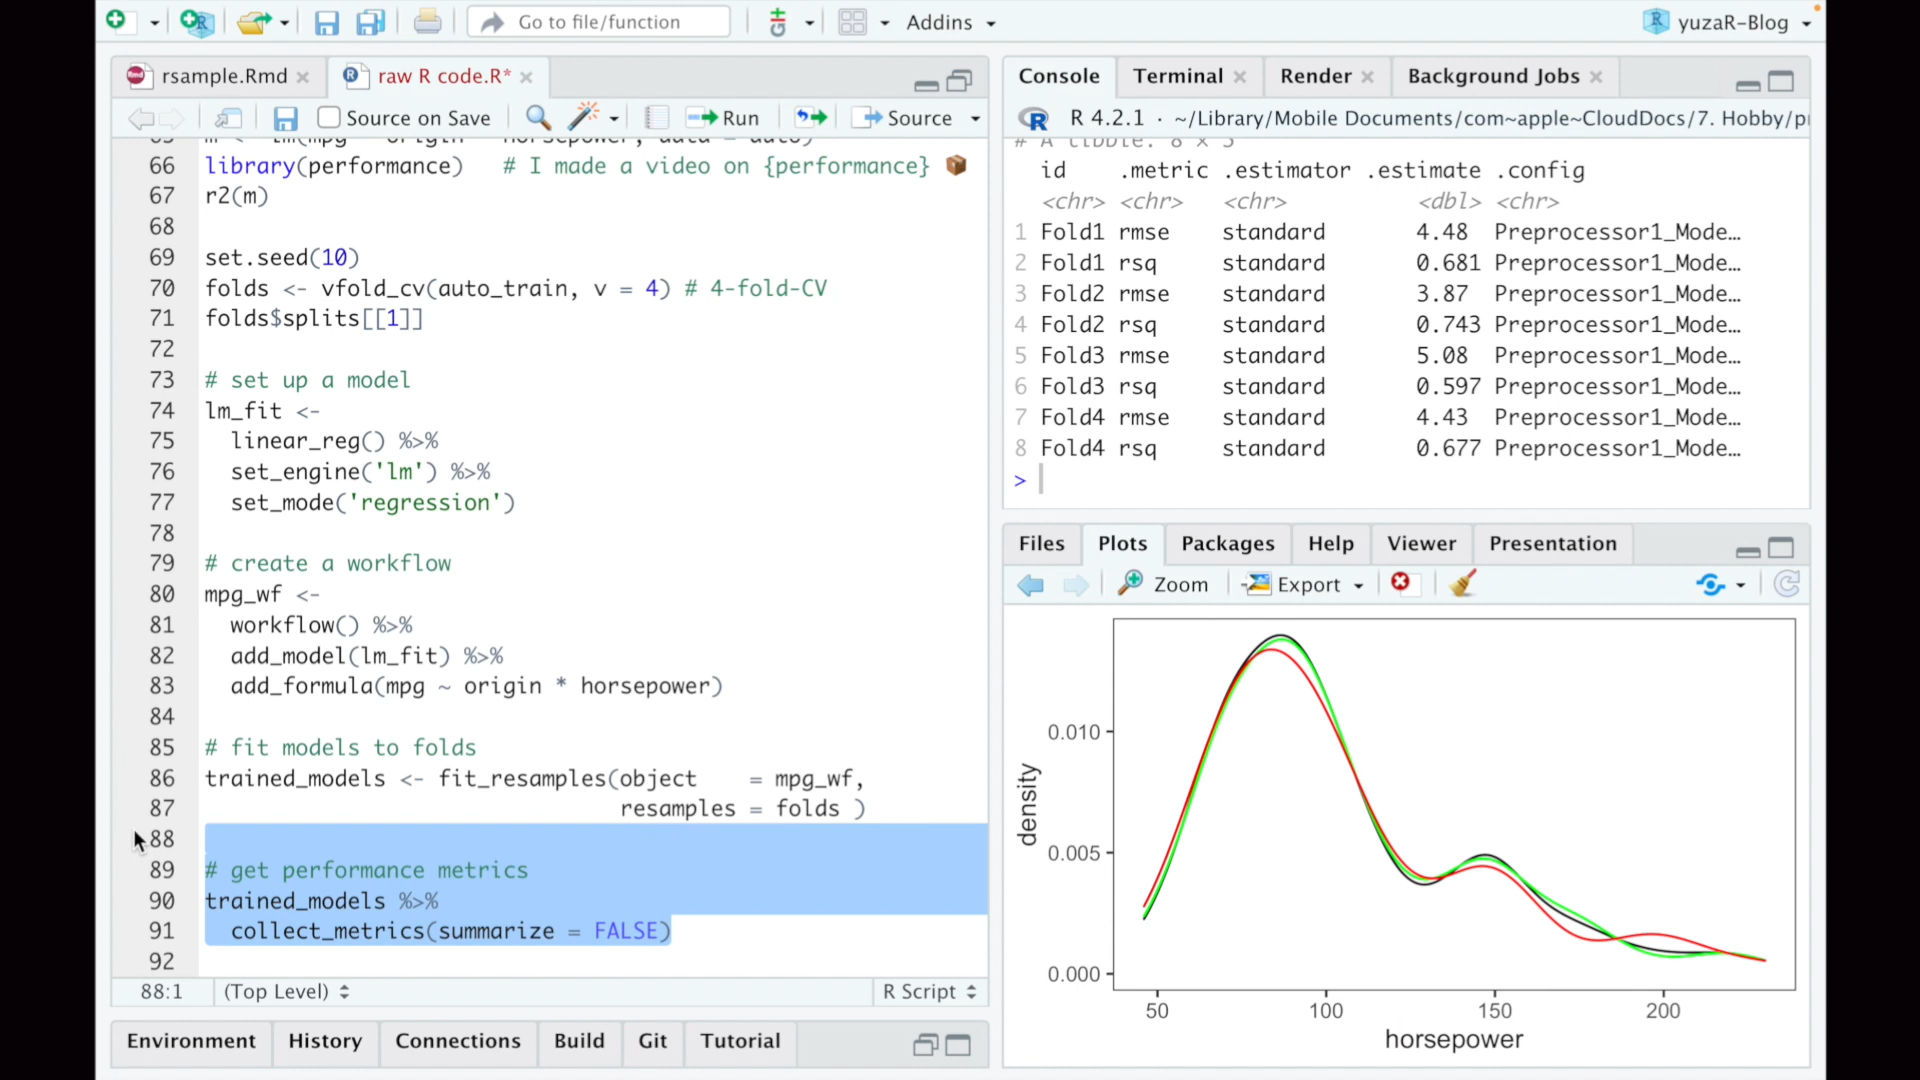 Go to file/function
Addins
yuzaR-Blog
rsample.Rmd
raw R code.R*
Source on Save
Run
Source
66 library(performance) # I made a video on {performance} 📦
67 r2(m)
68
69 set.seed(10)
70 folds <- vfold_cv(auto_train, v = 4) # 4-fold-CV
71 folds$splits[[1]]
72
73 # set up a model
74 lm_fit <-
75 linear_reg() %>%
76 set_engine('lm') %>%
77 set_mode('regression')
78
79 # create a workflow
80 mpg_wf <-
81 workflow() %>%
82 add_model(lm_fit) %>%
83 add_formula(mpg ~ origin * horsepower)
84
85 # fit models to folds
86 trained_models <- fit_resamples(object = mpg_wf,
87 resamples = folds )
88
89 # get performance metrics
90 trained_models %>%
91 collect_metrics(summarize = FALSE)
92
88:1 (Top Level) R Script
Environment History Connections Build Git Tutorial
Console Terminal Render Background Jobs
R 4.2.1 · ~/Library/Mobile Documents/com~apple~CloudDocs/7. Hobby/
id .metric .estimator .estimate .config
<chr> <chr> <chr> <dbl> <chr>
1 Fold1 rmse standard 4.48 Preprocessor1_Mode…
2 Fold1 rsq standard 0.681 Preprocessor1_Mode…
3 Fold2 rmse standard 3.87 Preprocessor1_Mode…
4 Fold2 rsq standard 0.743 Preprocessor1_Mode…
5 Fold3 rmse standard 5.08 Preprocessor1_Mode…
6 Fold3 rsq standard 0.597 Preprocessor1_Mode…
7 Fold4 rmse standard 4.43 Preprocessor1_Mode…
8 Fold4 rsq standard 0.677 Preprocessor1_Mode…
>
Files Plots Packages Help Viewer Presentation
Zoom Export
density
0.010
0.005
0.000
50 100 150 200
horsepower